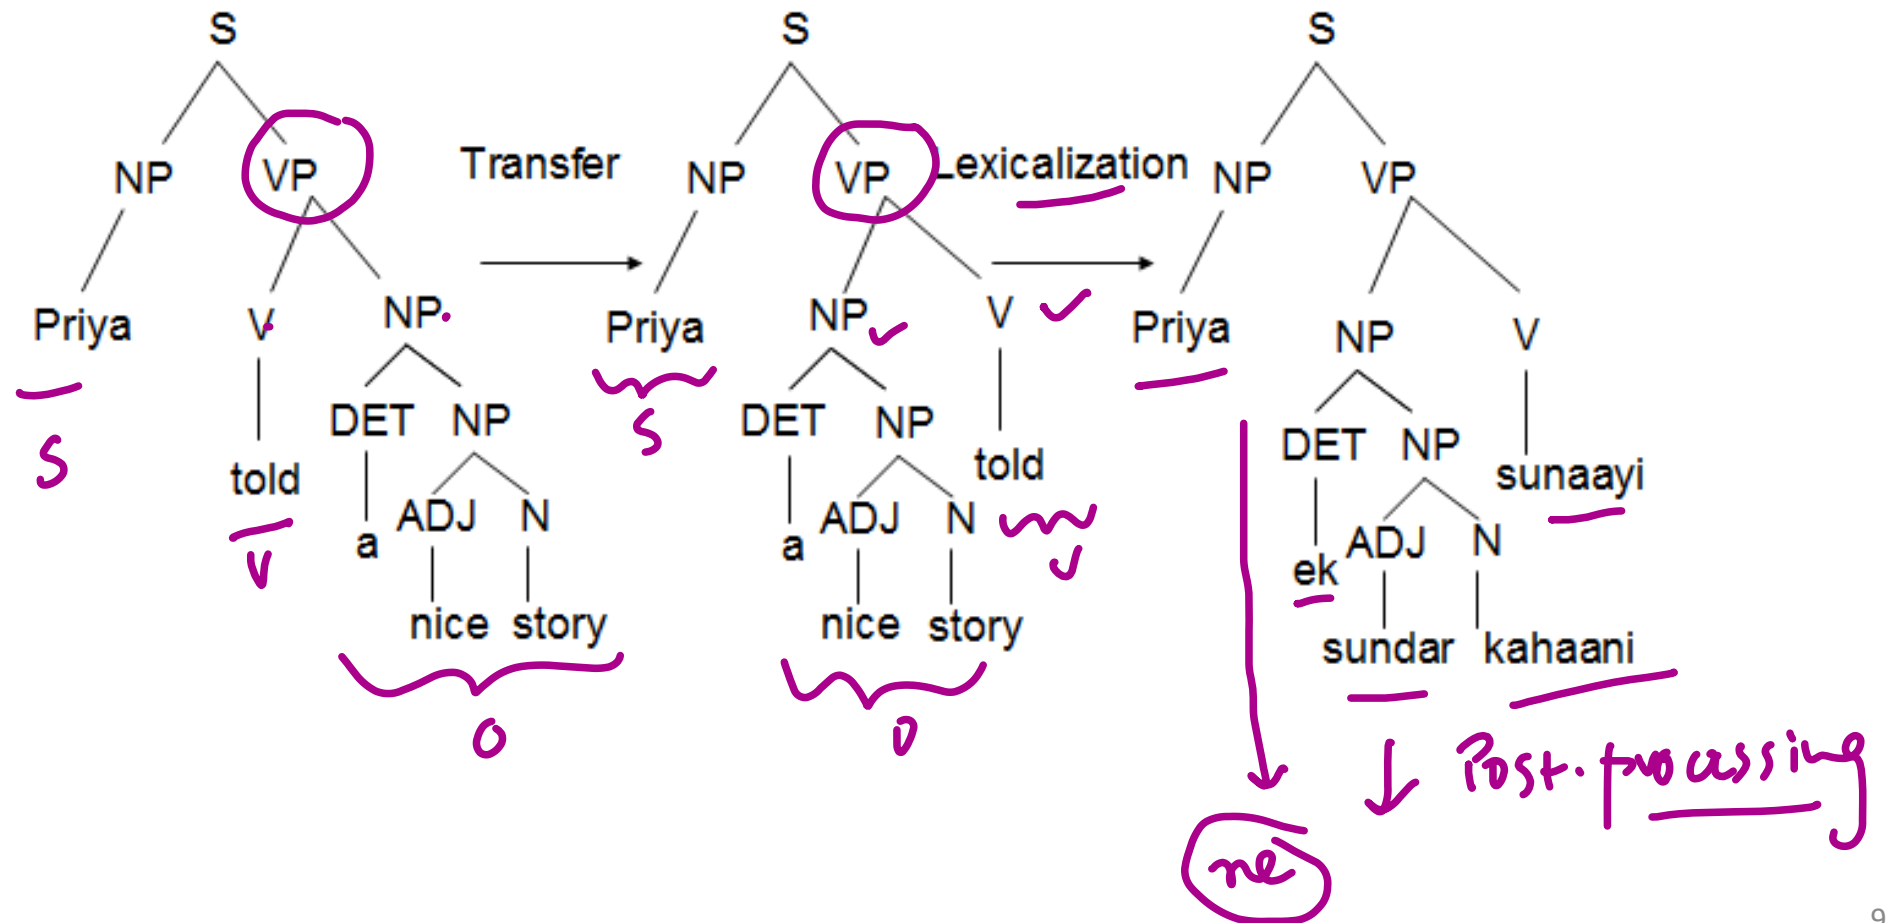 S S S
NP VP Transfer NP VP Lexicalization NP VP
Priya V NP. Priya NP V Priya NP V
S told DET NP S DET NP told DET NP sunaayi
V a ADJ N a ADJ N V ek ADJ N
nice story nice story sundar kahaani
O O Post-processing
ne
9